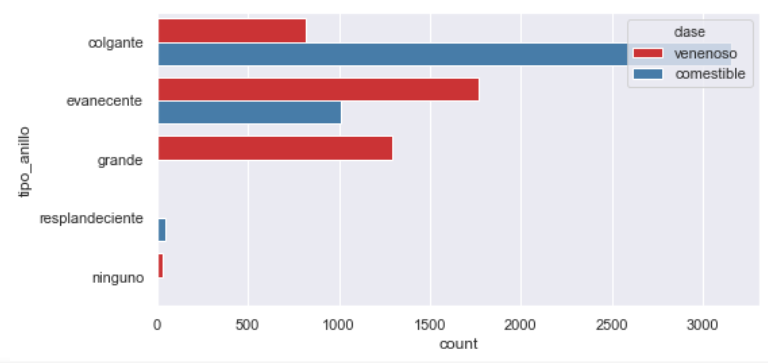 colgante
evanecente
grande
resplandeciente
ninguno
tipo_anillo
clase
venenoso
comestible
0 500 1000 1500 2000 2500 3000
count